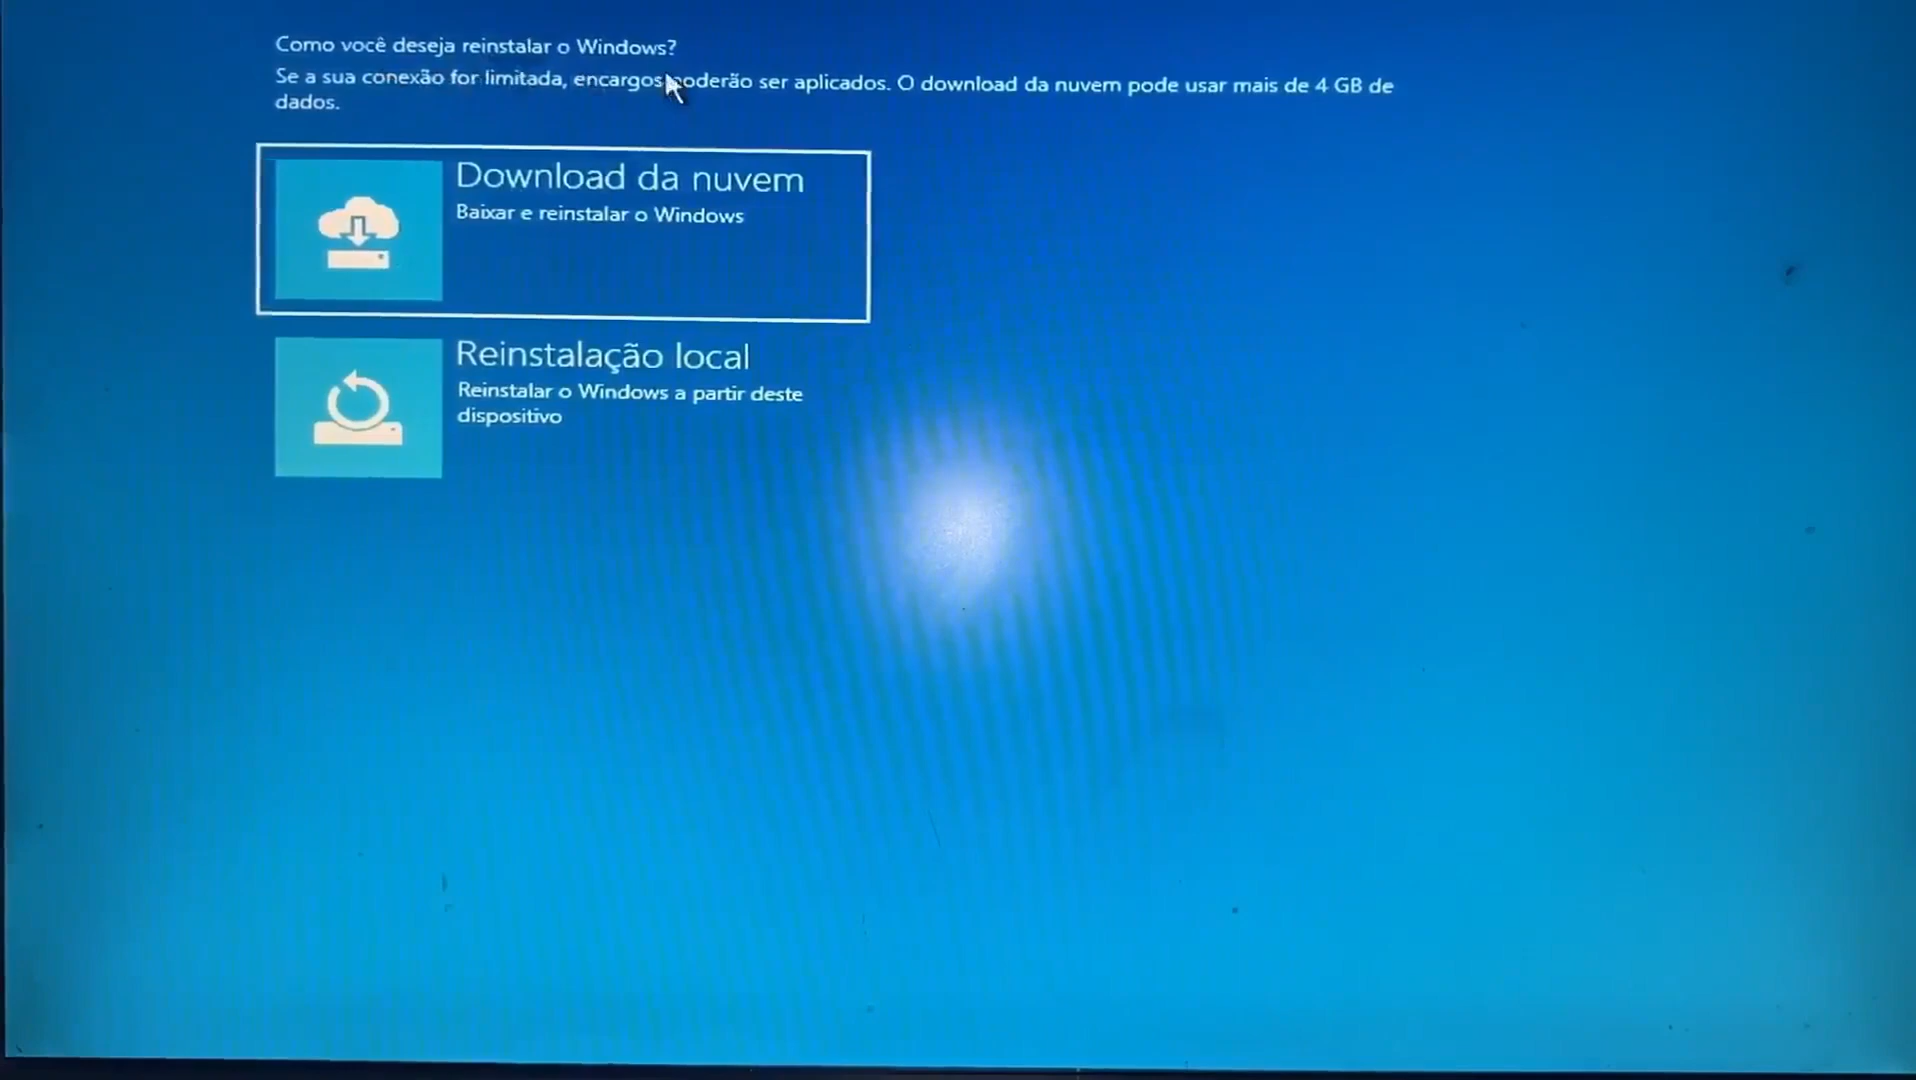 Como você deseja reinstalar o Windows?
Se a sua conexão for limitada, encargos poderão ser aplicados. O download da nuvem pode usar mais de 4 GB de
dados.
Download da nuvem
Baixar e reinstalar o Windows
Reinstalação local
Reinstalar o Windows a partir deste
dispositivo